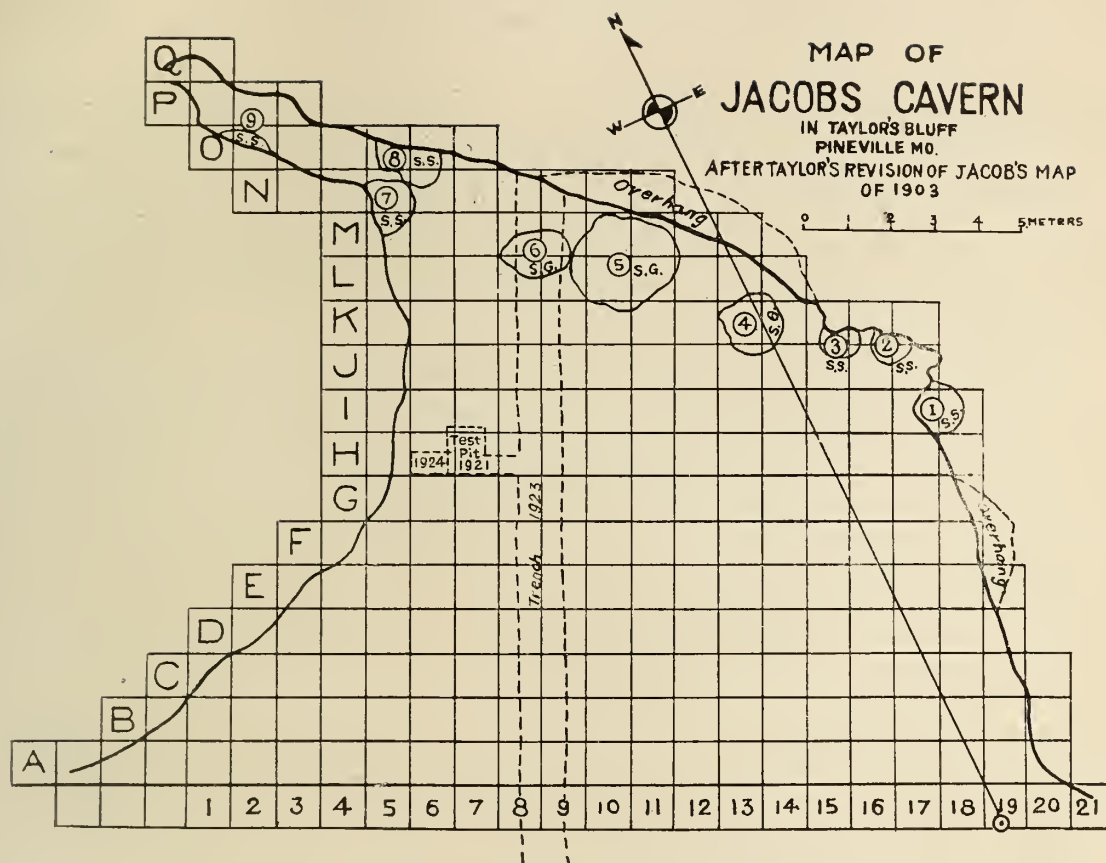 MAP OF
JACOBS CAVERN
IN TAYLOR'S BLUFF
PINEVILLE MO.
AFTER TAYLOR'S REVISION OF JACOB'S MAP
OF 1903
0 1 2 3 4 5 METERS
N
E
W
Q
P
O
N
M
L
K
J
I
H
G
F
E
D
C
B
A
9
S.S.
8 S.S.
7
S.S.
6
S.G.
5 S.G.
4 S.G.
3
S.S.
2
S.S.
1
S.S
Overhang
Overhang
Test
Pit
1921
1924
Trench 1923
1 2 3 4 5 6 7 8 9 10 11 12 13 14 15 16 17 18 19 20 21